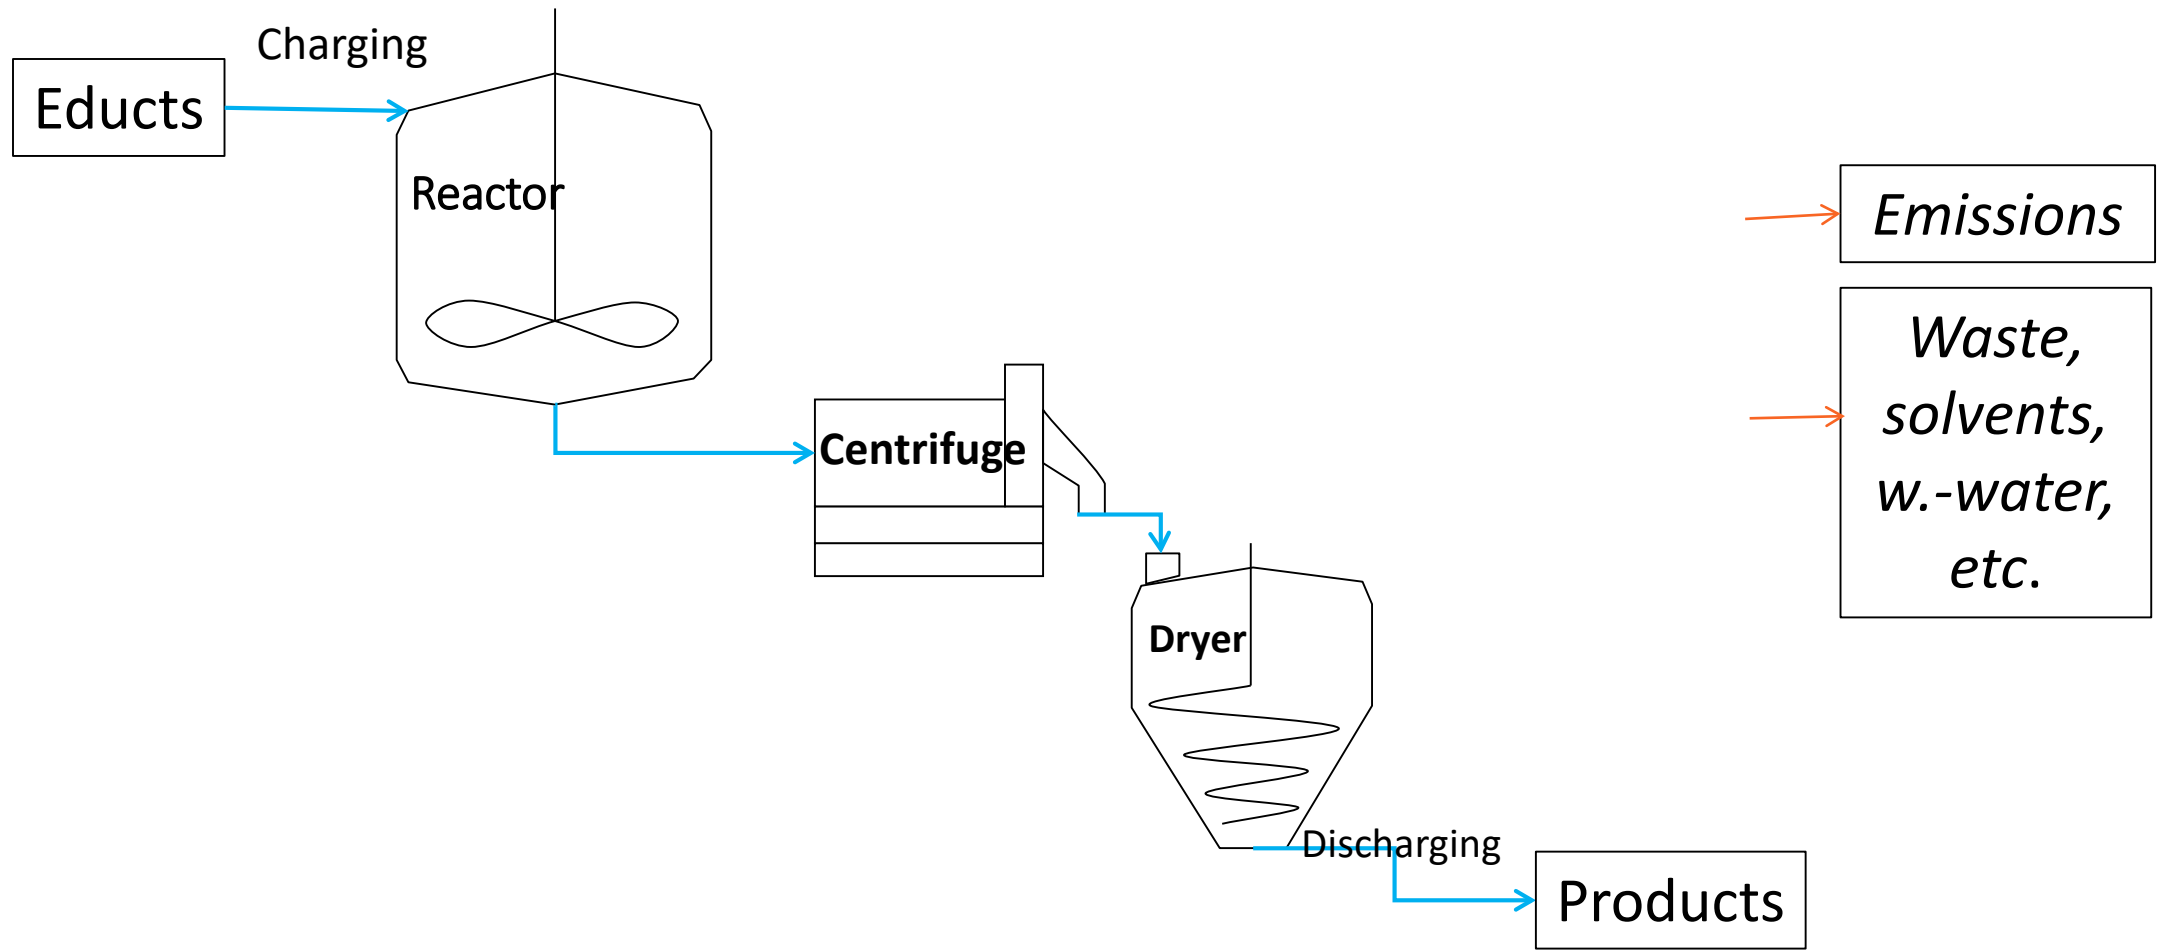 Charging
Educts
Reactor
Emissions
Waste,
solvents,
w.-water,
etc.
Centrifuge
Dryer
Discharging
Products